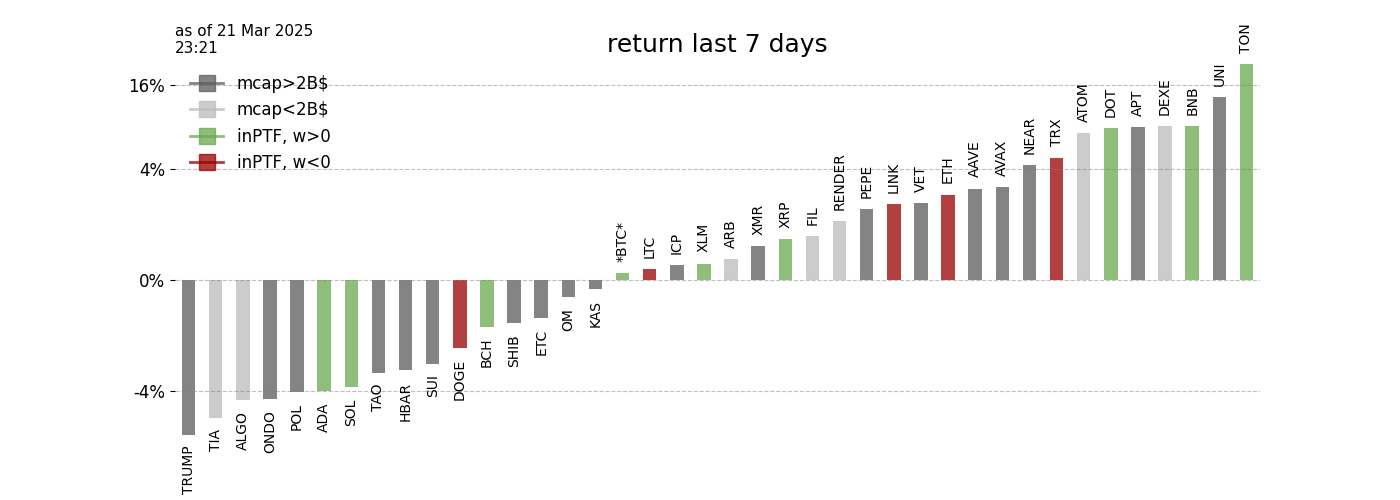 as of 21 Mar 2025
23:21
return last 7 days
mcap>2B$
mcap<2B$
inPTF, w>0
inPTF, w<0
16%
4%
0%
-4%
TRUMP
TIA
ALGO
ONDO
POL
ADA
SOL
TAO
HBAR
SUI
DOGE
BCH
SHIB
ETC
OM
KAS
*BTC*
LTC
ICP
XLM
ARB
XMR
XRP
FIL
RENDER
PEPE
LINK
VET
ETH
AAVE
AVAX
NEAR
TRX
ATOM
DOT
APT
DEXE
BNB
UNI
TON